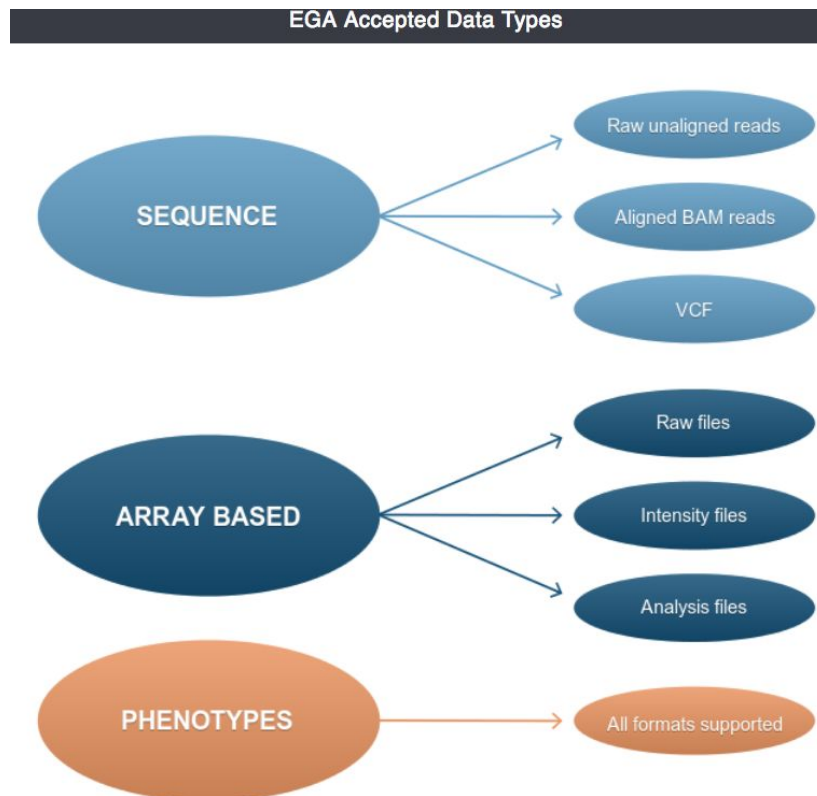 EGA Accepted Data Types
SEQUENCE
Raw unaligned reads
Aligned BAM reads
VCF
ARRAY BASED
Raw files
Intensity files
Analysis files
PHENOTYPES
All formats supported